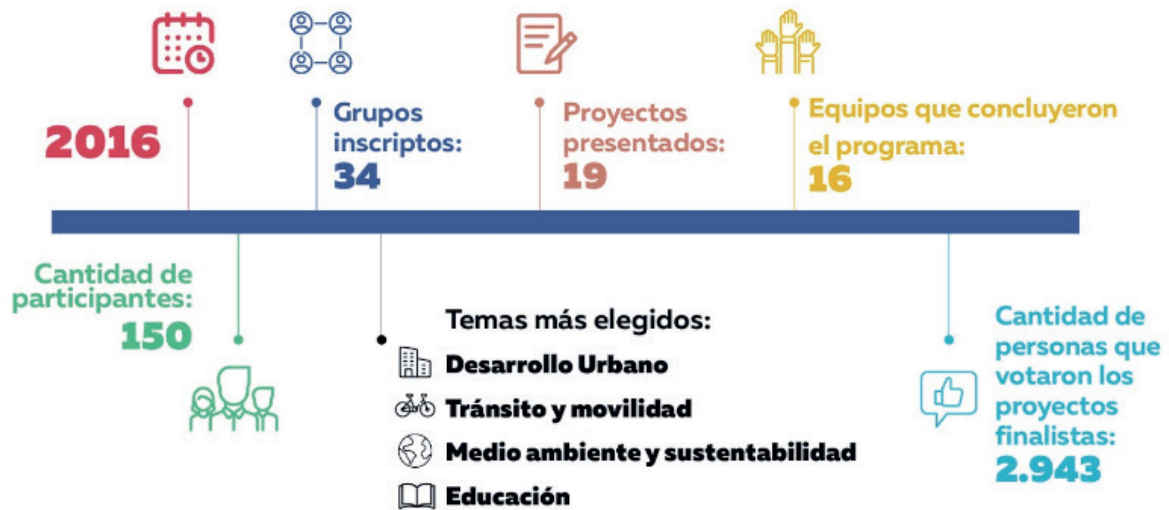 2016
Grupos
inscriptos:
34
Proyectos
presentados:
19
Equipos que concluyeron
el programa:
16
Cantidad de
participantes:
150
Temas más elegidos:
Desarrollo Urbano
Tránsito y movilidad
Medio ambiente y sustentabilidad
Educación
Cantidad de
personas que
votaron los
proyectos
finalistas:
2.943